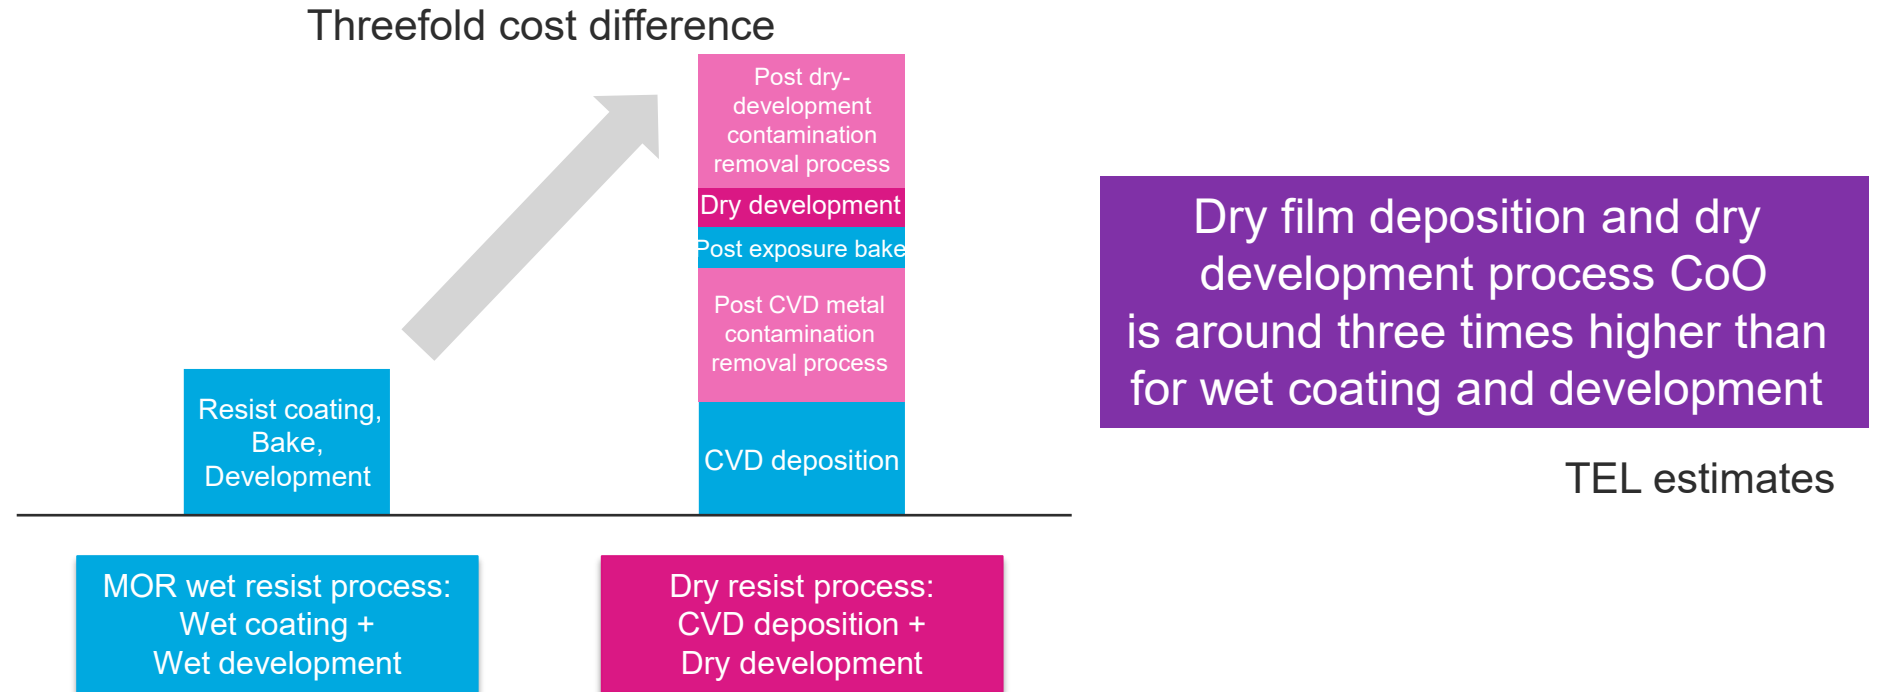 Threefold cost difference
Post dry-
development
contamination
removal process
Dry development
Post exposure bake
Post CVD metal
contamination
removal process
CVD deposition
Resist coating,
Bake,
Development
MOR wet resist process:
Wet coating +
Wet development
Dry resist process:
CVD deposition +
Dry development
Dry film deposition and dry
development process CoO
is around three times higher than
for wet coating and development
TEL estimates